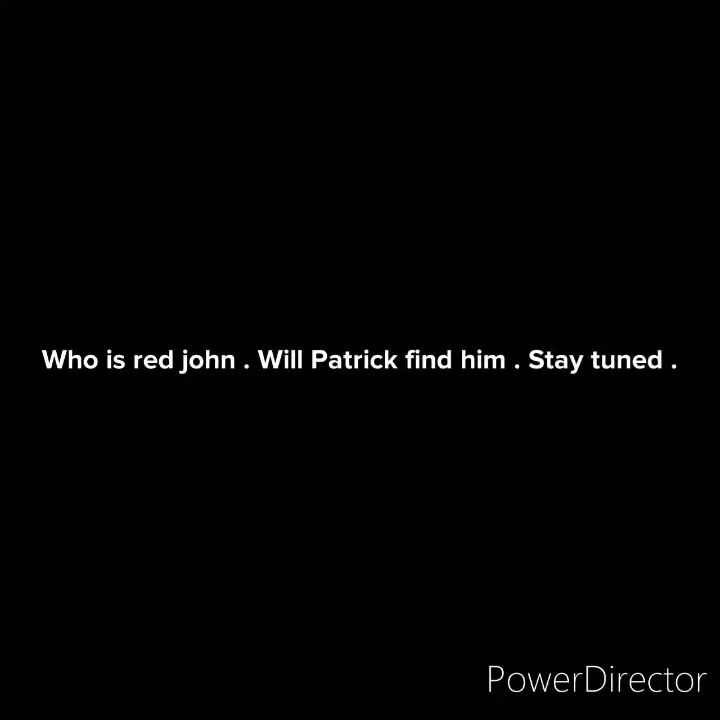 Who is red john . Will Patrick find him . Stay tuned .
PowerDirector